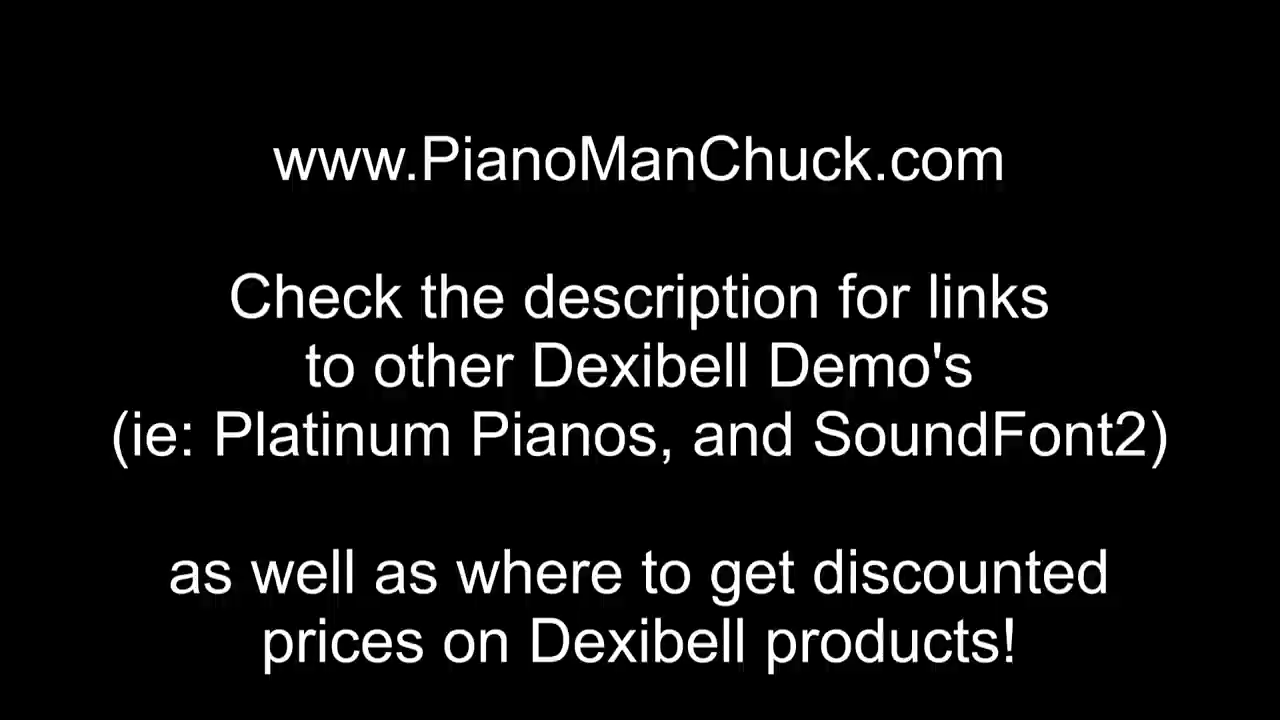 www.PianoManChuck.com
Check the description for links
to other Dexibell Demo's
(ie: Platinum Pianos, and SoundFont2)
as well as where to get discounted
prices on Dexibell products!